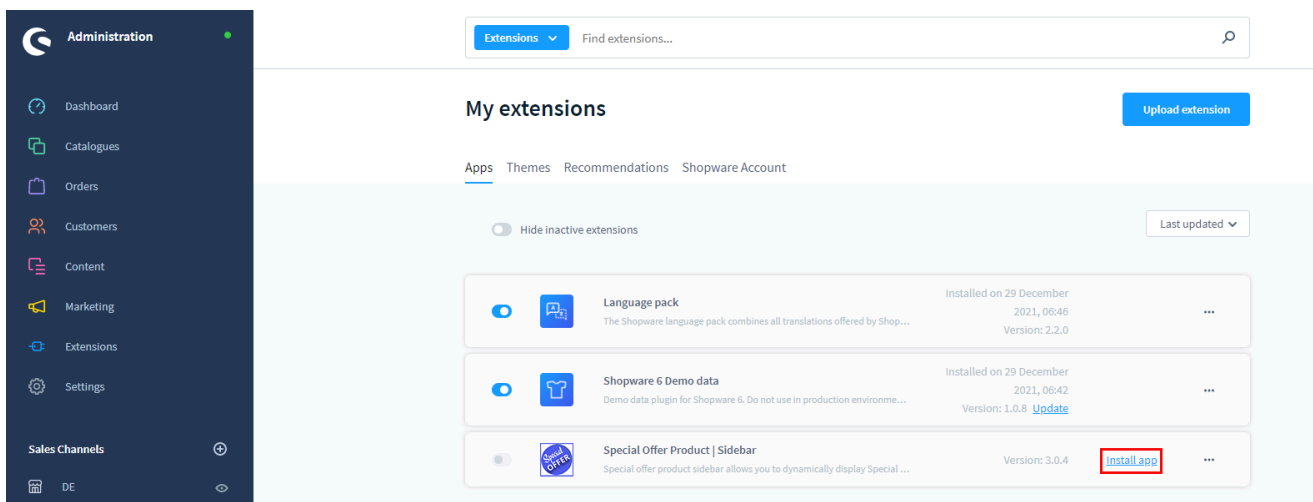 Administration
Dashboard
Catalogues
Orders
Customers
Content
Marketing
Extensions
Settings
Sales Channels
DE
Extensions
Find extensions...
My extensions
Upload extension
Apps Themes Recommendations Shopware Account
Hide inactive extensions
Last updated
Language pack
The Shopware language pack combines all translations offered by Shop...
Installed on 29 December
2021, 06:46
Version: 2.2.0
Shopware 6 Demo data
Demo data plugin for Shopware 6. Do not use in production environme...
Installed on 29 December
2021, 06:42
Version: 1.0.8 Update
Special OFFER
Special Offer Product | Sidebar
Special offer product sidebar allows you to dynamically display Special ...
Version: 3.0.4
Install app